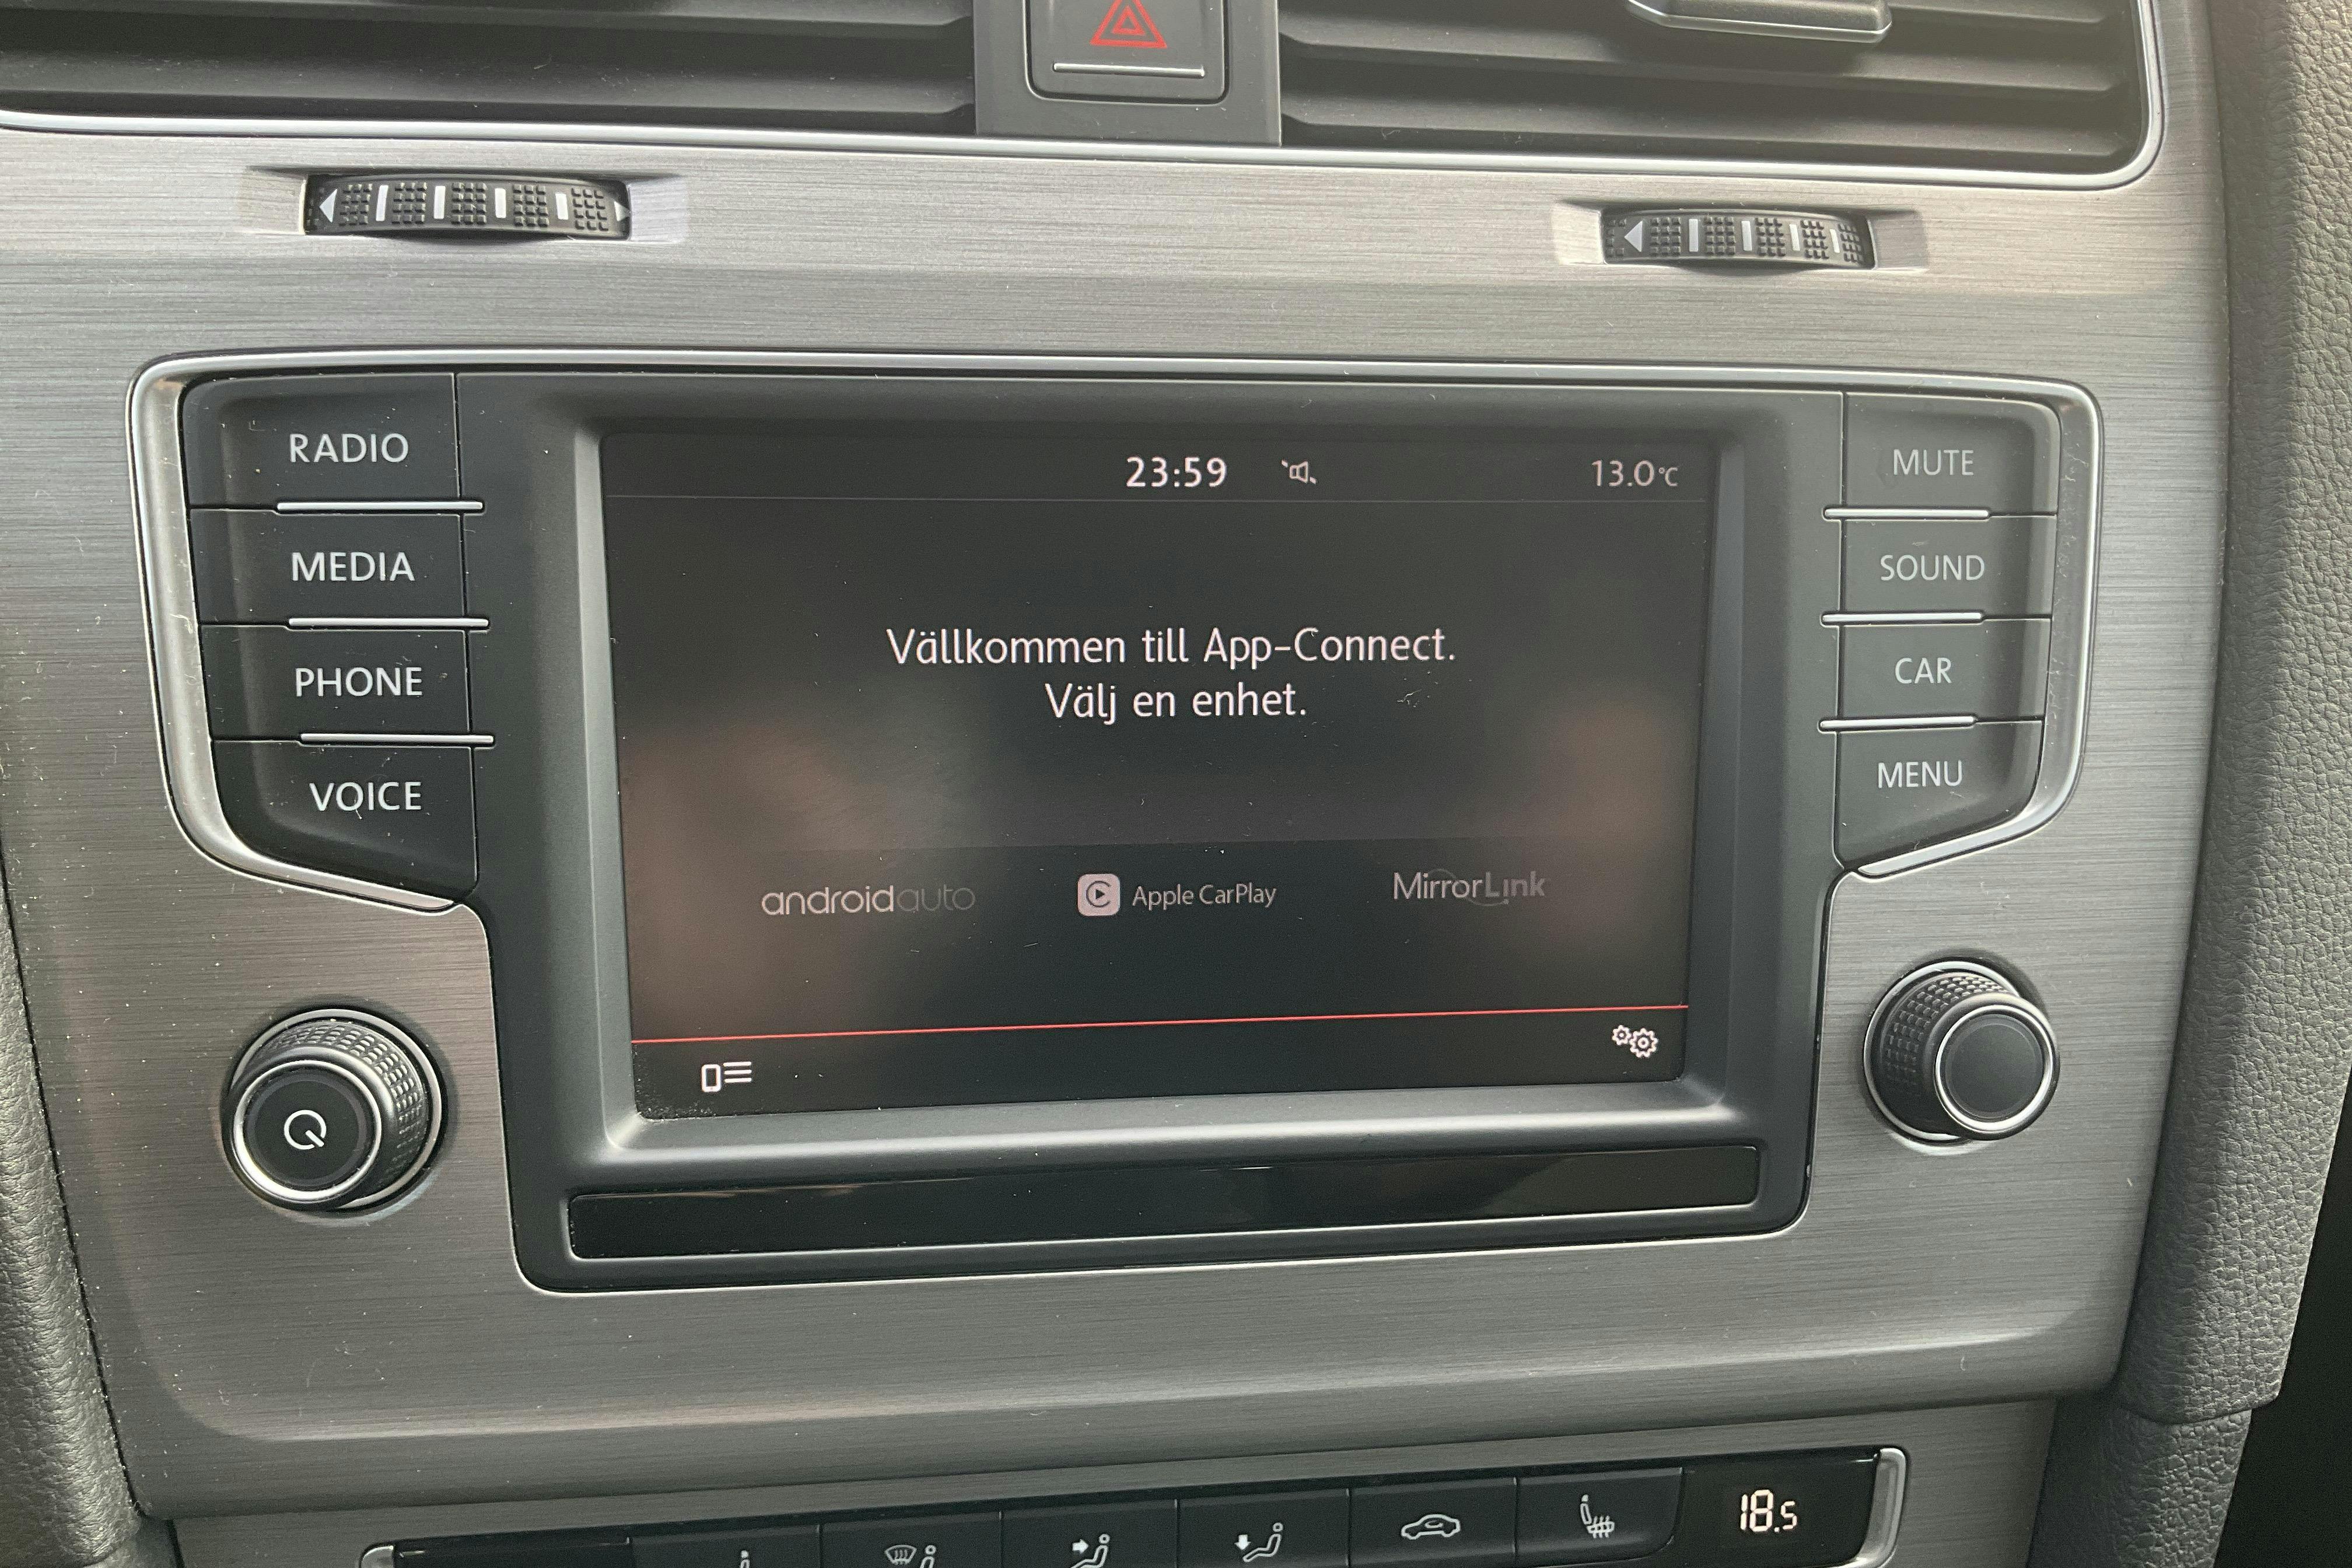 RADIO
MEDIA
PHONE
VOICE
23:59
13.0°C
Vällkommen till App-Connect.
Välj en enhet.
androidauto
Apple CarPlay
MirrorLink
MUTE
SOUND
CAR
MENU
18.5